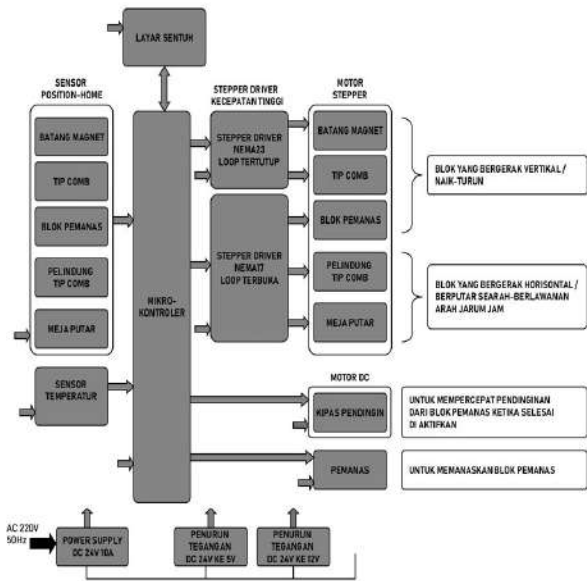 LAYAR SENTUH
SENSOR
POSITION-HOME
BATANG MAGNET
TIP COMB
BLOK PEMANAS
PELINDUNG
TIP COMB
MEJA PUTAR
SENSOR
TEMPERATUR
MIKRO-
KONTROLER
STEPPER DRIVER
KECEPATAN TINGGI
STEPPER DRIVER
NEMA23
LOOP TERTUTUP
STEPPER DRIVER
NEMA17
LOOP TERBUKA
MOTOR
STEPPER
BATANG MAGNET
TIP COMB
BLOK PEMANAS
PELINDUNG
TIP COMB
MEJA PUTAR
BLOK YANG BERGERAK VERTIKAL /
NAIK-TURUN
BLOK YANG BERGERAK HORISONTAL /
BERPUTAR SEARAH-BERLAWANAN
ARAH JARUM JAM
MOTOR DC
KIPAS PENDINGIN
UNTUK MEMPERCEPAT PENDINGINAN
DARI BLOK PEMANAS KETIKA SELESAI
DI AKTIFKAN
PEMANAS
UNTUK MEMANASKAN BLOK PEMANAS
AC 220V
50Hz
POWER SUPPLY
DC 24V 10A
PENURUN
TEGANGAN
DC 24V KE 5V
PENURUN
TEGANGAN
DC 24V KE 12V